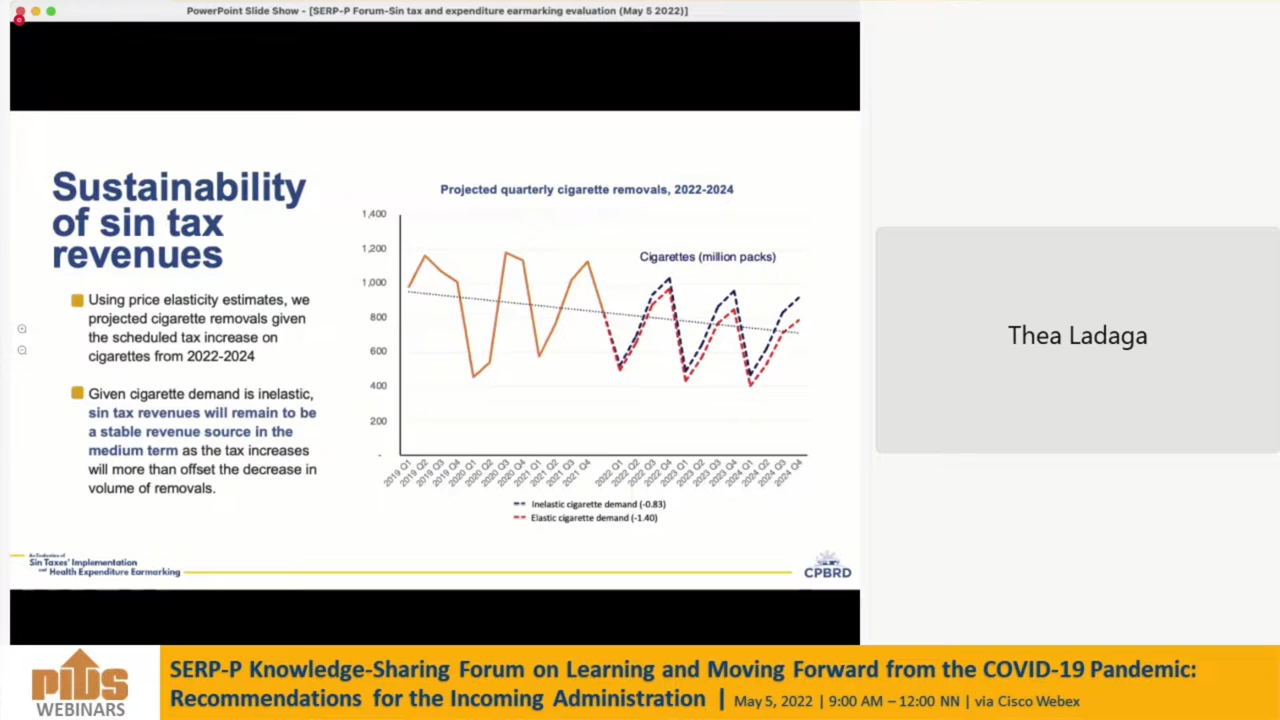 PowerPoint Slide Show - [SERP-P Forum-Sin tax and expenditure earmarking evaluation (May 5 2022)]
Sustainability
of sin tax
revenues
Using price elasticity estimates, we
projected cigarette removals given
the scheduled tax increase on
cigarettes from 2022-2024
Given cigarette demand is inelastic,
sin tax revenues will remain to be
a stable revenue source in the
medium term as the tax increases
will more than offset the decrease in
volume of removals.
Projected quarterly cigarette removals, 2022-2024
Cigarettes (million packs)
1,400
1,200
1,000
800
600
400
200
-
2019 Q1
2019 Q2
2019 Q3
2019 Q4
2020 Q1
2020 Q2
2020 Q3
2020 Q4
2021 Q1
2021 Q2
2021 Q3
2021 Q4
2022 Q1
2022 Q2
2022 Q3
2022 Q4
2023 Q1
2023 Q2
2023 Q3
2023 Q4
2024 Q1
2024 Q2
2024 Q3
2024 Q4
Inelastic cigarette demand (-0.83)
Elastic cigarette demand (-1.40)
An Evaluation of
Sin Taxes' Implementation
and Health Expenditure Earmarking
CPBRD
Thea Ladaga
PIDS
WEBINARS
SERP-P Knowledge-Sharing Forum on Learning and Moving Forward from the COVID-19 Pandemic:
Recommendations for the Incoming Administration | May 5, 2022 | 9:00 AM – 12:00 NN | via Cisco Webex